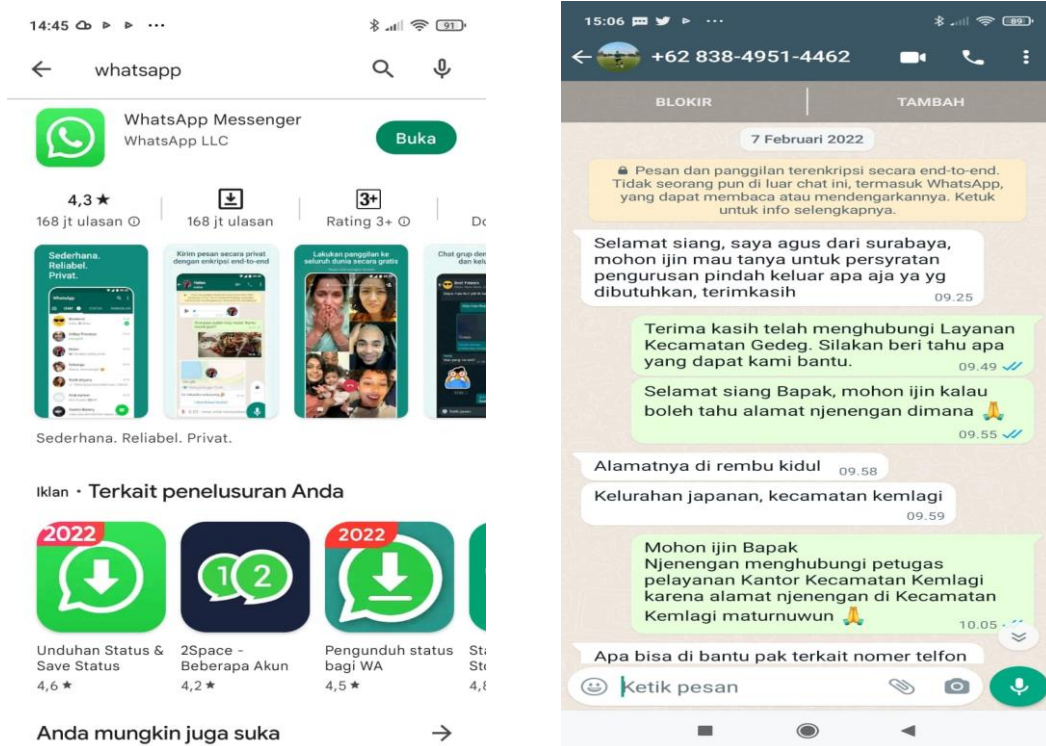 14:45
91
whatsapp
WhatsApp Messenger
WhatsApp LLC
Buka
4,3★
168 jt ulasan
168 jt ulasan
3+
Rating 3+
Sederhana.
Reliabel.
Privat.
Kirim pesan secara privat
dengan enkripsi end-to-end
Lakukan panggilan ke
seluruh dunia secara gratis
Sederhana. Reliabel. Privat.
Iklan · Terkait penelusuran Anda
2022
1 2
2022
Unduhan Status &
Save Status
4,6★
2Space -
Beberapa Akun
4,2★
Pengunduh status
bagi WA
4,5★
Anda mungkin juga suka
15:06
89
+62 838-4951-4462
BLOKIR
TAMBAH
7 Februari 2022
Pesan dan panggilan terenkripsi secara end-to-end.
Tidak seorang pun di luar chat ini, termasuk WhatsApp,
yang dapat membaca atau mendengarkannya. Ketuk
untuk info selengkapnya.
Selamat siang, saya agus dari surabaya,
mohon ijin mau tanya untuk persyratan
pengurusan pindah keluar apa aja ya yg
dibutuhkan, terimkasih
09.25
Terima kasih telah menghubungi Layanan
Kecamatan Gedeg. Silakan beri tahu apa
yang dapat kami bantu.
09.49
Selamat siang Bapak, mohon ijin kalau
boleh tahu alamat njenengan dimana 🙏
09.55
Alamatnya di rembu kidul 09.58
Kelurahan japanan, kecamatan kemlagi
09.59
Mohon ijin Bapak
Njenengan menghubungi petugas
pelayanan Kantor Kecamatan Kemlagi
karena alamat njenengan di Kecamatan
Kemlagi maturnuwun 🙏
10.05
Apa bisa di bantu pak terkait nomer telfon
Ketik pesan